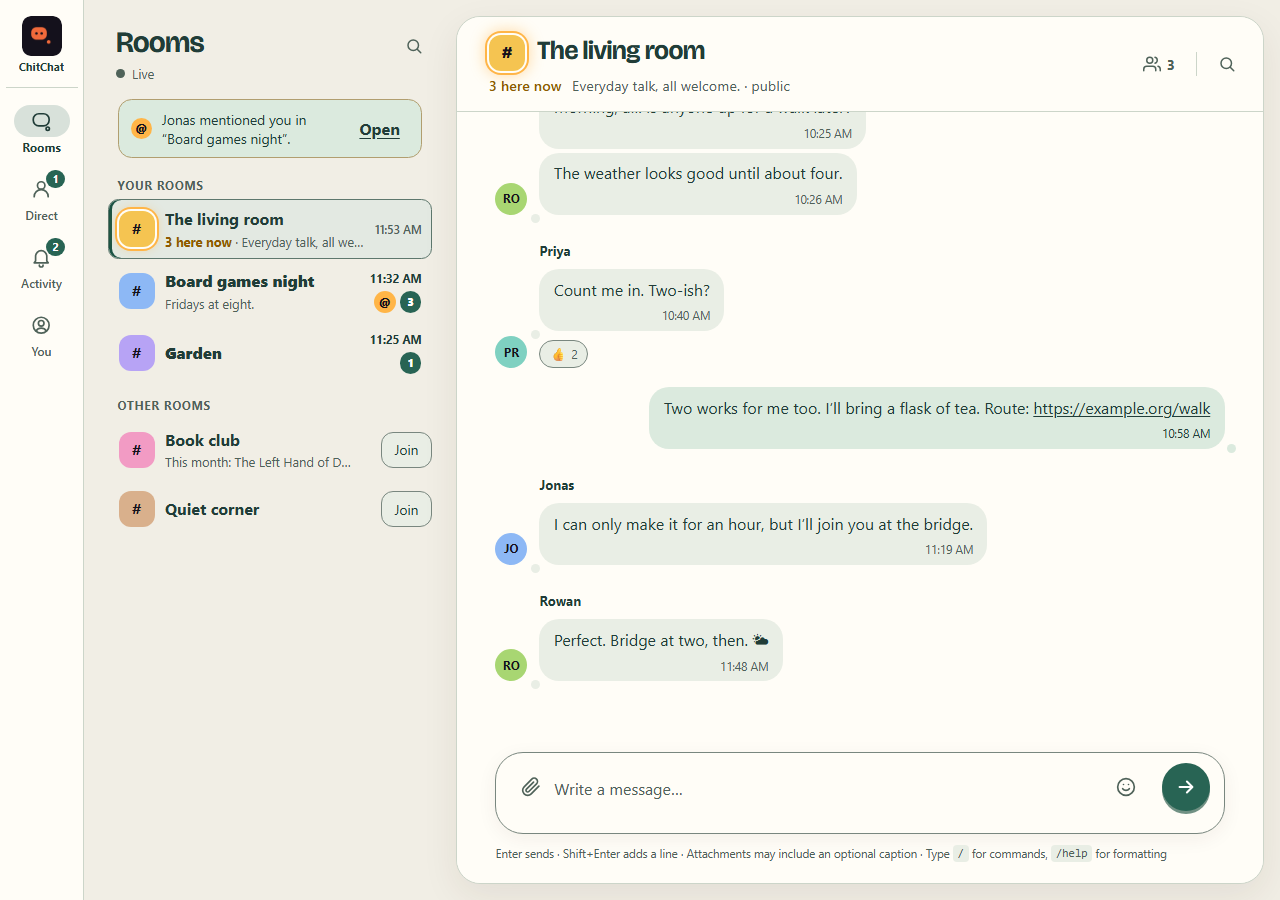 ChitChat
Rooms
1
Direct
2
Activity
You
Rooms
Live
@
Jonas mentioned you in
“Board games night”.
Open
YOUR ROOMS
#
The living room
11:53 AM
3 here now · Everyday talk, all we...
#
Board games night
11:32 AM
Fridays at eight.
@ 3
#
Garden
11:25 AM
1
OTHER ROOMS
#
Book club
This month: The Left Hand of D...
Join
#
Quiet corner
Join
# The living room
3 here now Everyday talk, all welcome. · public
3
10:25 AM
The weather looks good until about four.
10:26 AM
RO
Priya
Count me in. Two-ish?
10:40 AM
PR
👍 2
Two works for me too. I’ll bring a flask of tea. Route: https://example.org/walk
10:58 AM
Jonas
I can only make it for an hour, but I’ll join you at the bridge.
11:19 AM
JO
Rowan
Perfect. Bridge at two, then. 🌥
11:48 AM
RO
Write a message...
Enter sends · Shift+Enter adds a line · Attachments may include an optional caption · Type / for commands, /help for formatting